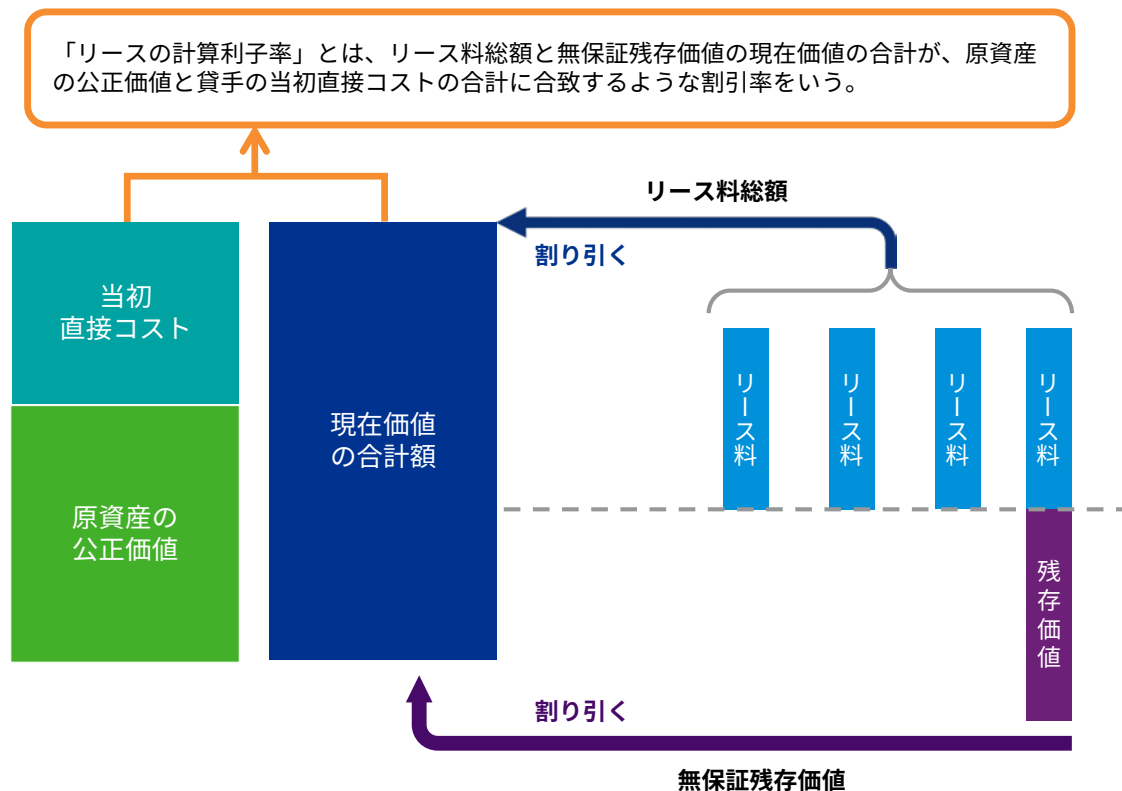 「リースの計算利子率」とは、リース料総額と無保証残存価値の現在価値の合計が、原資産
の公正価値と貸手の当初直接コストの合計に合致するような割引率をいう。
リース料総額
割り引く
当初
直接コスト
原資産の
公正価値
現在価値
の合計額
リース料
リース料
リース料
リース料
残存価値
割り引く
無保証残存価値